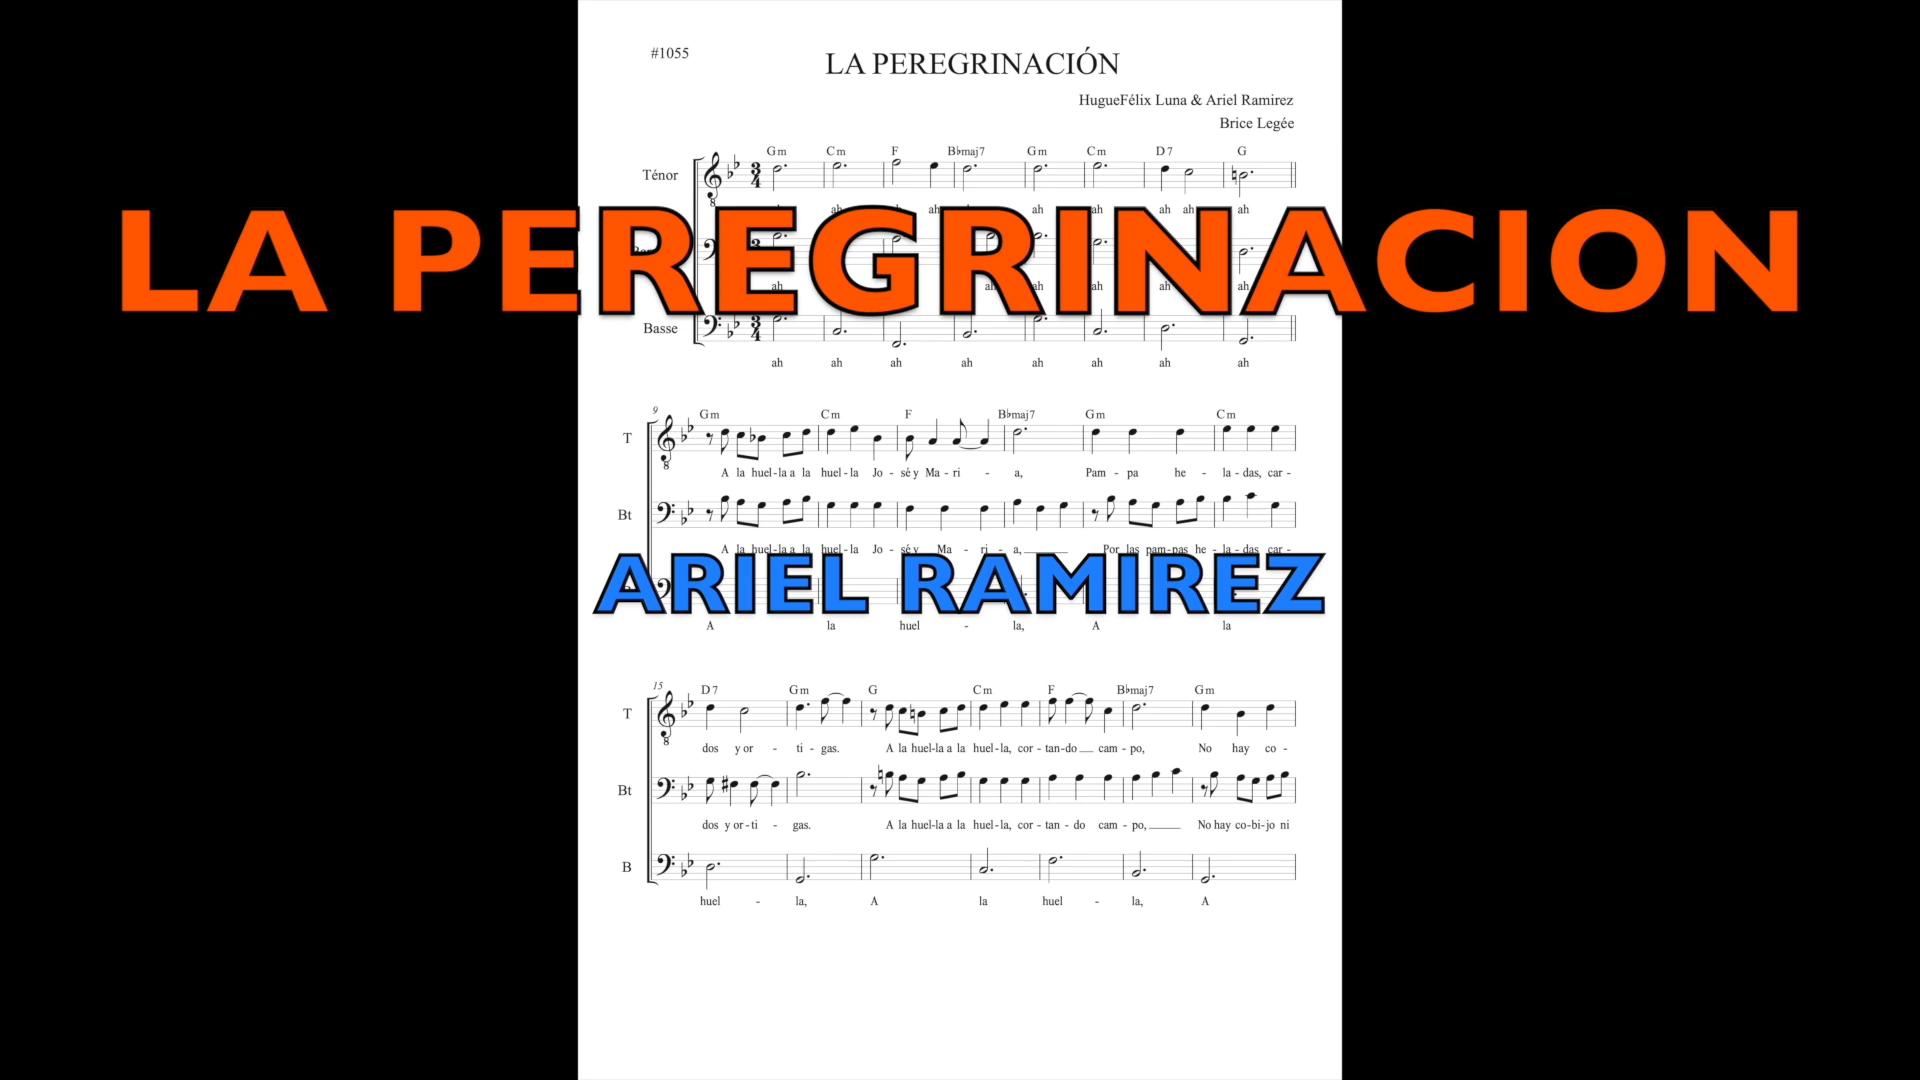 #1055
LA PEREGRINACIÓN
HugueFélix Luna & Ariel Ramirez
Brice Legée
Gm Cm F B♭maj7 Gm Cm D7 G
Ténor
ah ah ah ah ah ah
LA PEREGRINACION
ah ah ah ah ah
Basse
ah ah ah ah ah ah ah ah
9
Gm Cm F B♭maj7 Gm Cm
T
A la huel-la a la huel-la Jo - sé y Ma - ri - a, Pam - pa he - la - das, car -
Bt
A la huel-la a la huel-la Jo - sé y Ma - ri - a, Por las pam-pas he - la - das car -
ARIEL RAMIREZ
A la huel - la, A la
15
D7 Gm G Cm F B♭maj7 Gm
T
dos y or - ti - gas. A la huel-la a la huel-la, cor - tan-do cam - po, No hay co -
Bt
dos y or-ti - gas. A la huel-la a la huel-la, cor - tan - do cam - po, No hay co-bi-jo ni
B
huel - la, A la huel - la, A